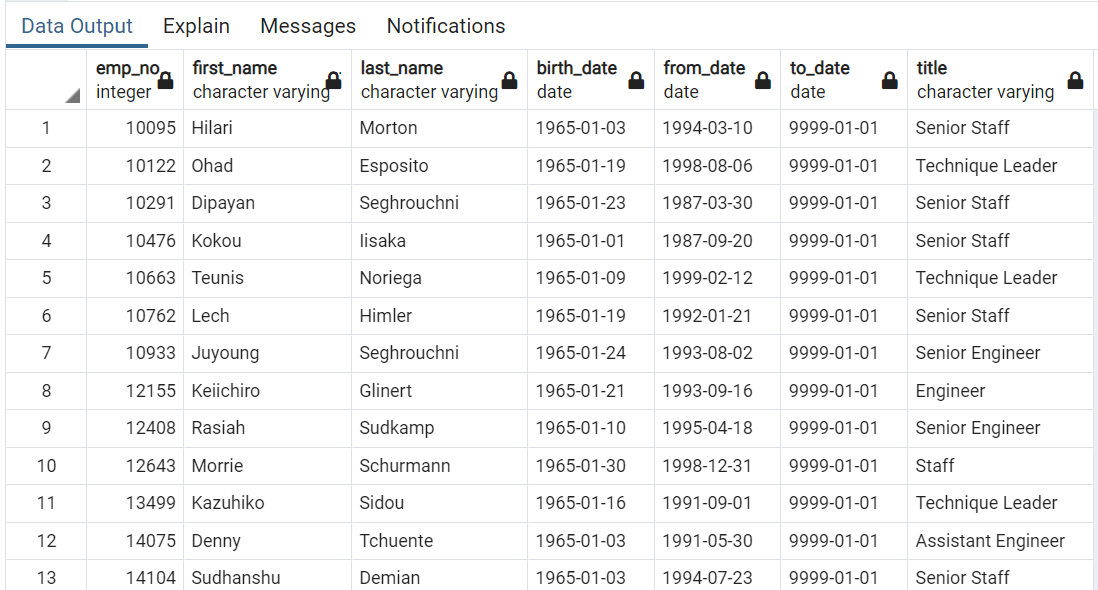 Data Output Explain Messages Notifications
emp_no first_name last_name birth_date from_date to_date title
integer character varying character varying date date date character varying
1 10095 Hilari Morton 1965-01-03 1994-03-10 9999-01-01 Senior Staff
2 10122 Ohad Esposito 1965-01-19 1998-08-06 9999-01-01 Technique Leader
3 10291 Dipayan Seghrouchni 1965-01-23 1987-03-30 9999-01-01 Senior Staff
4 10476 Kokou Iisaka 1965-01-01 1987-09-20 9999-01-01 Senior Staff
5 10663 Teunis Noriega 1965-01-09 1999-02-12 9999-01-01 Technique Leader
6 10762 Lech Himler 1965-01-19 1992-01-21 9999-01-01 Senior Staff
7 10933 Juyoung Seghrouchni 1965-01-24 1993-08-02 9999-01-01 Senior Engineer
8 12155 Keiichiro Glinert 1965-01-21 1993-09-16 9999-01-01 Engineer
9 12408 Rasiah Sudkamp 1965-01-10 1995-04-18 9999-01-01 Senior Engineer
10 12643 Morrie Schurmann 1965-01-30 1998-12-31 9999-01-01 Staff
11 13499 Kazuhiko Sidou 1965-01-16 1991-09-01 9999-01-01 Technique Leader
12 14075 Denny Tchuente 1965-01-03 1991-05-30 9999-01-01 Assistant Engineer
13 14104 Sudhanshu Demian 1965-01-03 1994-07-23 9999-01-01 Senior Staff